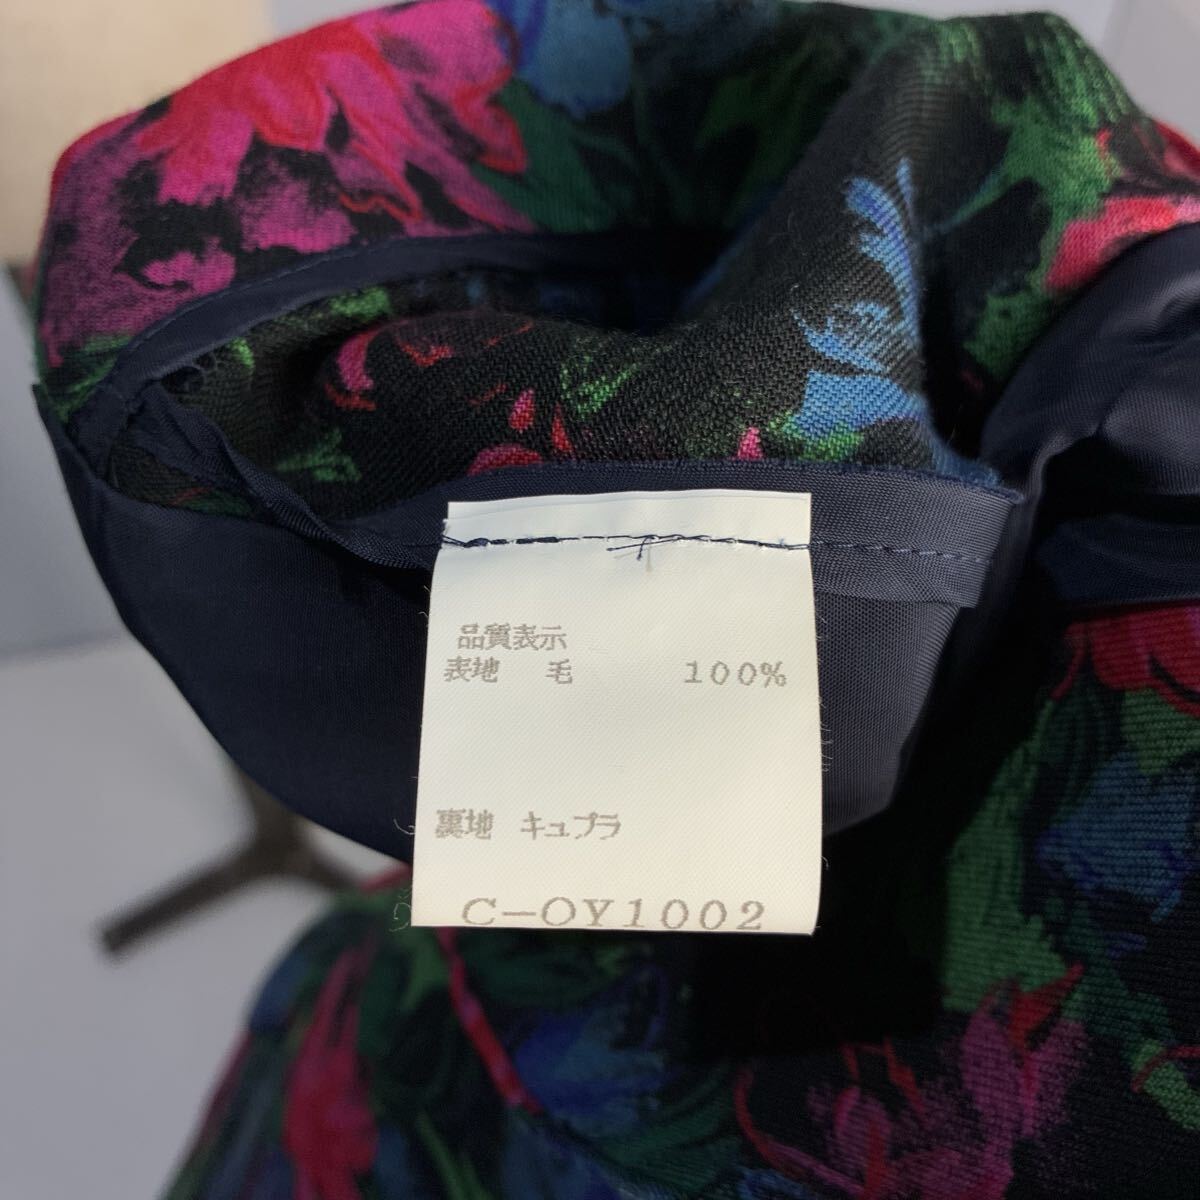 品質表示
表地 毛 100%
裏地 キュプラ
C-OY1002